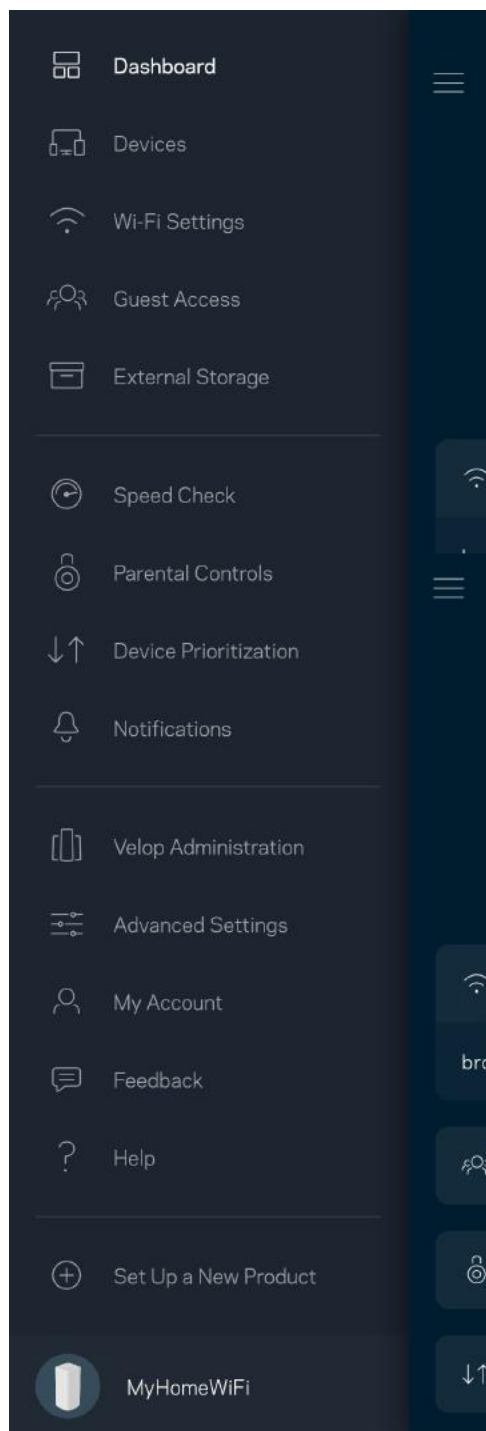 Dashboard
Devices
Wi-Fi Settings
Guest Access
External Storage
Speed Check
Parental Controls
Device Prioritization
Notifications
Velop Administration
Advanced Settings
My Account
Feedback
bro
Help
Set Up a New Product
MyHomeWiFi